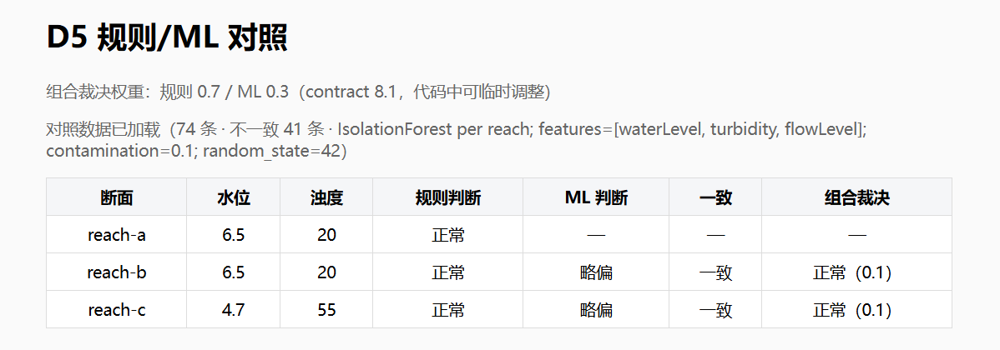 D5 规则/ML 对照
组合裁决权重：规则 0.7 / ML 0.3（contract 8.1，代码中可临时调整）
对照数据已加载（74 条 · 不一致 41 条 · IsolationForest per reach; features=[waterLevel, turbidity, flowLevel];
contamination=0.1; random_state=42）
断面 水位 浊度 规则判断 ML 判断 一致 组合裁决
reach-a 6.5 20 正常 — — —
reach-b 6.5 20 正常 略偏 一致 正常（0.1）
reach-c 4.7 55 正常 略偏 一致 正常（0.1）